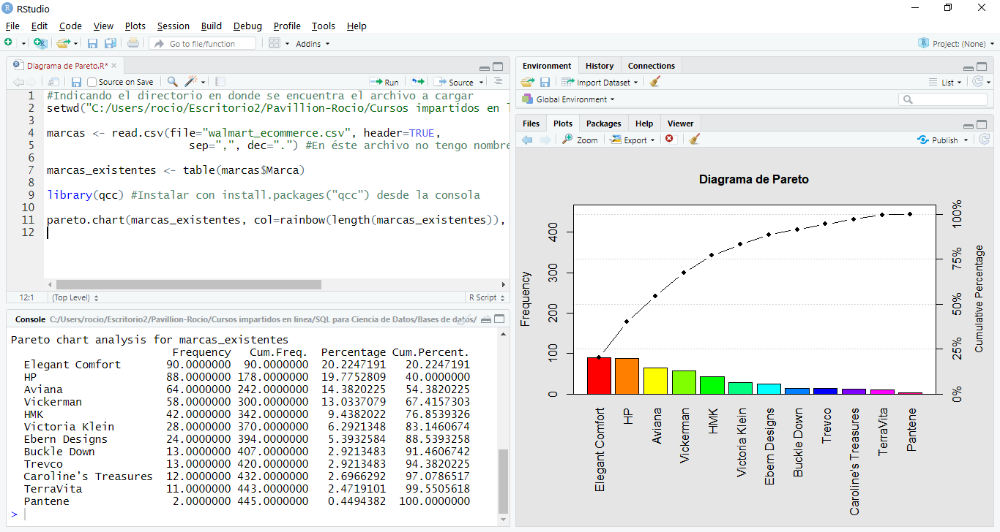 RStudio
File Edit Code View Plots Session Build Debug Profile Tools Help
Go to file/function Addins Project: (None)
Diagrama de Pareto.R*
Source on Save Run Source
1 #Indicando el directorio en donde se encuentra el archivo a cargar
2 setwd("C:/Users/rocio/Escritorio2/Pavillion-Rocio/Cursos impartidos en
3
4 marcas <- read.csv(file="walmart_ecommerce.csv", header=TRUE,
5 sep=",", dec=".") #En éste archivo no tengo nombre
6
7 marcas_existentes <- table(marcas$Marca)
8
9 library(qcc) #Instalar con install.packages("qcc") desde la consola
10
11 pareto.chart(marcas_existentes, col=rainbow(length(marcas_existentes)),
12
12:1 (Top Level) R Script
Console C:/Users/rocio/Escritorio2/Pavillion-Rocio/Cursos impartidos en linea/SQL para Ciencia de Datos/Bases de datos/
Pareto chart analysis for marcas_existentes
Frequency Cum.Freq. Percentage Cum.Percent.
Elegant Comfort 90.0000000 90.0000000 20.2247191 20.2247191
HP 88.0000000 178.0000000 19.7752809 40.0000000
Aviana 64.0000000 242.0000000 14.3820225 54.3820225
Vickerman 58.0000000 300.0000000 13.0337079 67.4157303
HMK 42.0000000 342.0000000 9.4382022 76.8539326
Victoria Klein 28.0000000 370.0000000 6.2921348 83.1460674
Ebern Designs 24.0000000 394.0000000 5.3932584 88.5393258
Buckle Down 13.0000000 407.0000000 2.9213483 91.4606742
Trevco 13.0000000 420.0000000 2.9213483 94.3820225
Caroline's Treasures 12.0000000 432.0000000 2.6966292 97.0786517
TerraVita 11.0000000 443.0000000 2.4719101 99.5505618
Pantene 2.0000000 445.0000000 0.4494382 100.0000000
>
Environment History Connections
Import Dataset List
Global Environment
Files Plots Packages Help Viewer
Zoom Export Publish
Diagrama de Pareto
Frequency
400
300
200
100
0
100%
75%
50%
25%
0%
Cumulative Percentage
Elegant Comfort
HP
Aviana
Vickerman
HMK
Victoria Klein
Ebern Designs
Buckle Down
Trevco
Caroline's Treasures
TerraVita
Pantene